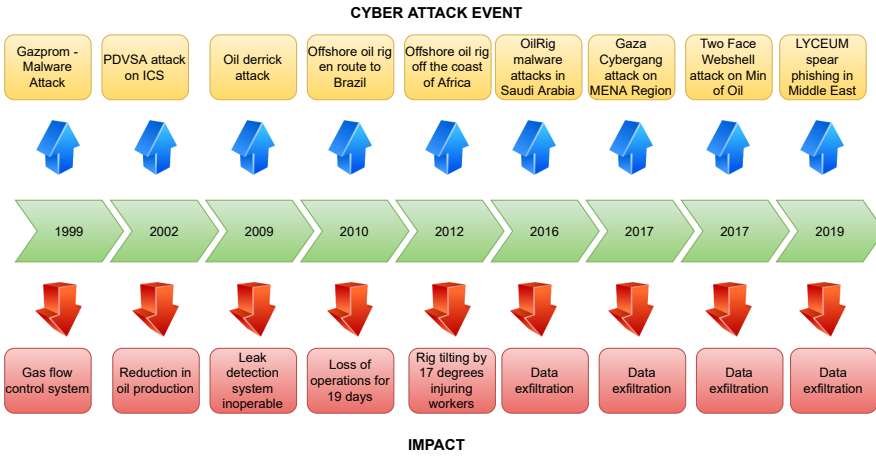 CYBER ATTACK EVENT
Gazprom -
Malware
Attack
PDVSA attack
on ICS
Oil derrick
attack
Offshore oil rig
en route to
Brazil
Offshore oil rig
off the coast
of Africa
OilRig
malware
attacks in
Saudi Arabia
Gaza
Cybergang
attack on
MENA Region
Two Face
Webshell
attack on Min
of Oil
LYCEUM
spear
phishing in
Middle East
1999
2002
2009
2010
2012
2016
2017
2017
2019
Gas flow
control system
Reduction in
oil production
Leak
detection
system
inoperable
Loss of
operations for
19 days
Rig tilting by
17 degrees
injuring
workers
Data
exfiltration
Data
exfiltration
Data
exfiltration
Data
exfiltration
IMPACT